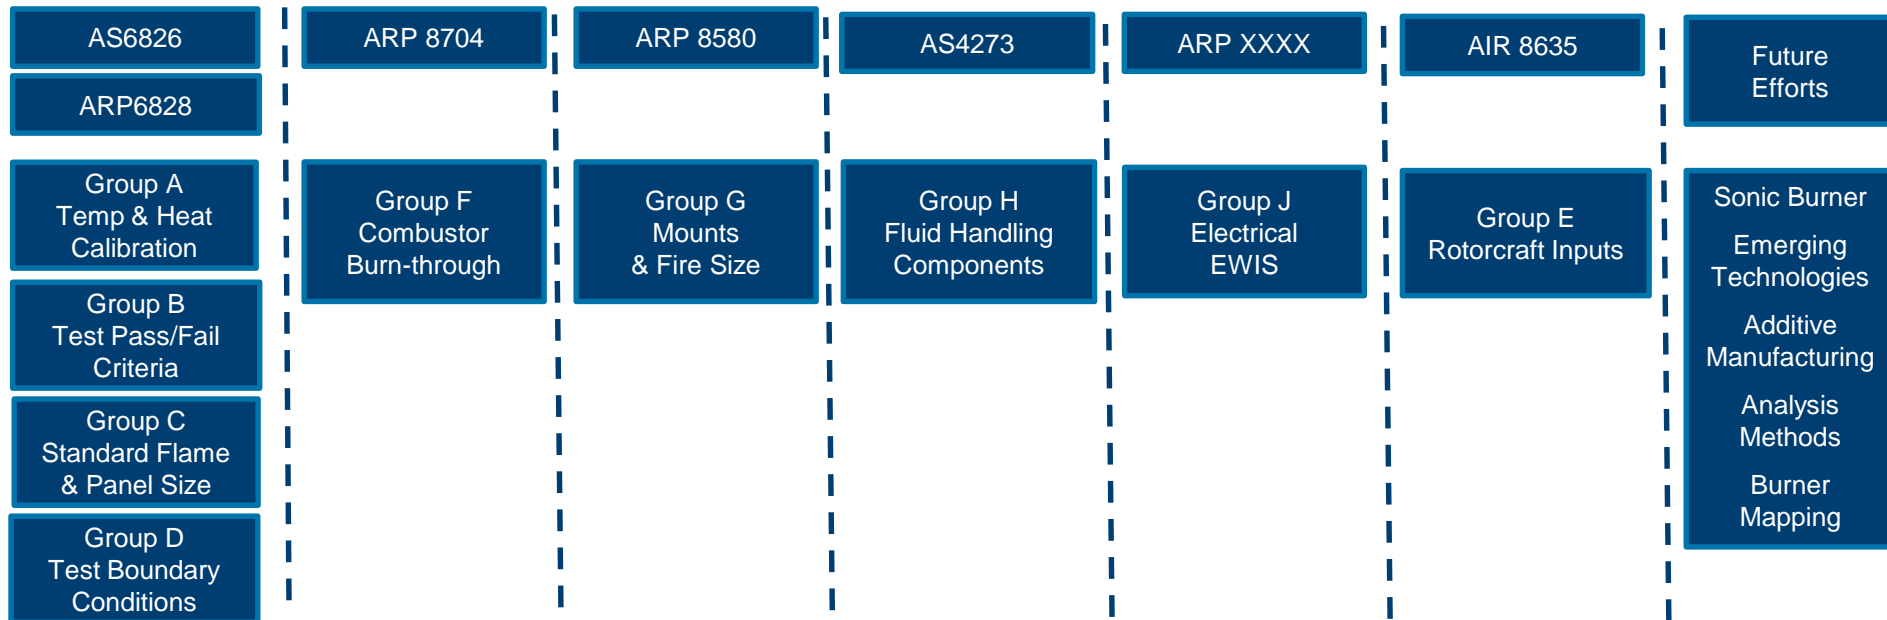 AS6826
ARP6828
Group A
Temp & Heat
Calibration
Group B
Test Pass/Fail
Criteria
Group C
Standard Flame
& Panel Size
Group D
Test Boundary
Conditions
ARP 8704
Group F
Combustor
Burn-through
ARP 8580
Group G
Mounts
& Fire Size
AS4273
Group H
Fluid Handling
Components
ARP XXXX
Group J
Electrical
EWIS
AIR 8635
Group E
Rotorcraft Inputs
Future
Efforts
Sonic Burner
Emerging
Technologies
Additive
Manufacturing
Analysis
Methods
Burner
Mapping